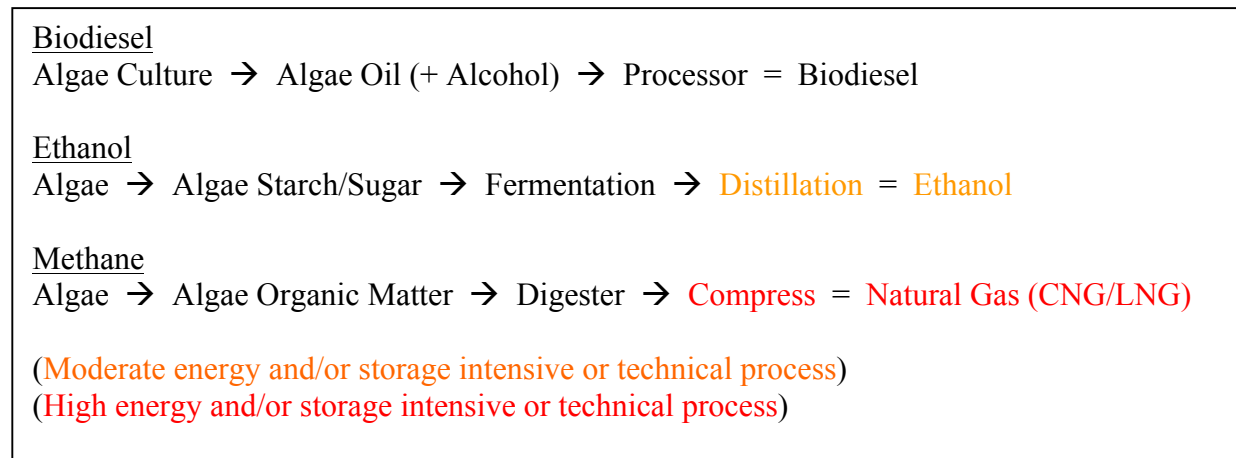 Biodiesel
Algae Culture → Algae Oil (+ Alcohol) → Processor = Biodiesel
Ethanol
Algae → Algae Starch/Sugar → Fermentation → Distillation = Ethanol
Methane
Algae → Algae Organic Matter → Digester → Compress = Natural Gas (CNG/LNG)
(Moderate energy and/or storage intensive or technical process)
(High energy and/or storage intensive or technical process)